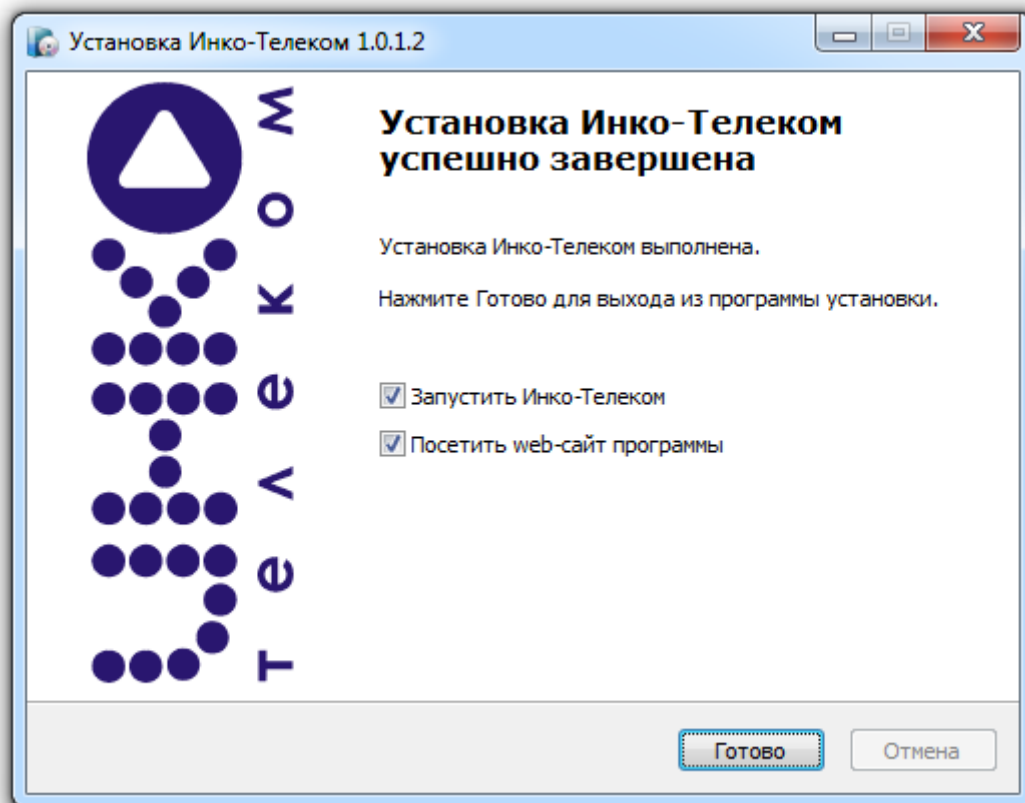 Установка Инко-Телеком 1.0.1.2
Телеком
Установка Инко-Телеком
успешно завершена
Установка Инко-Телеком выполнена.
Нажмите Готово для выхода из программы установки.
Запустить Инко-Телеком
Посетить web-сайт программы
Готово
Отмена